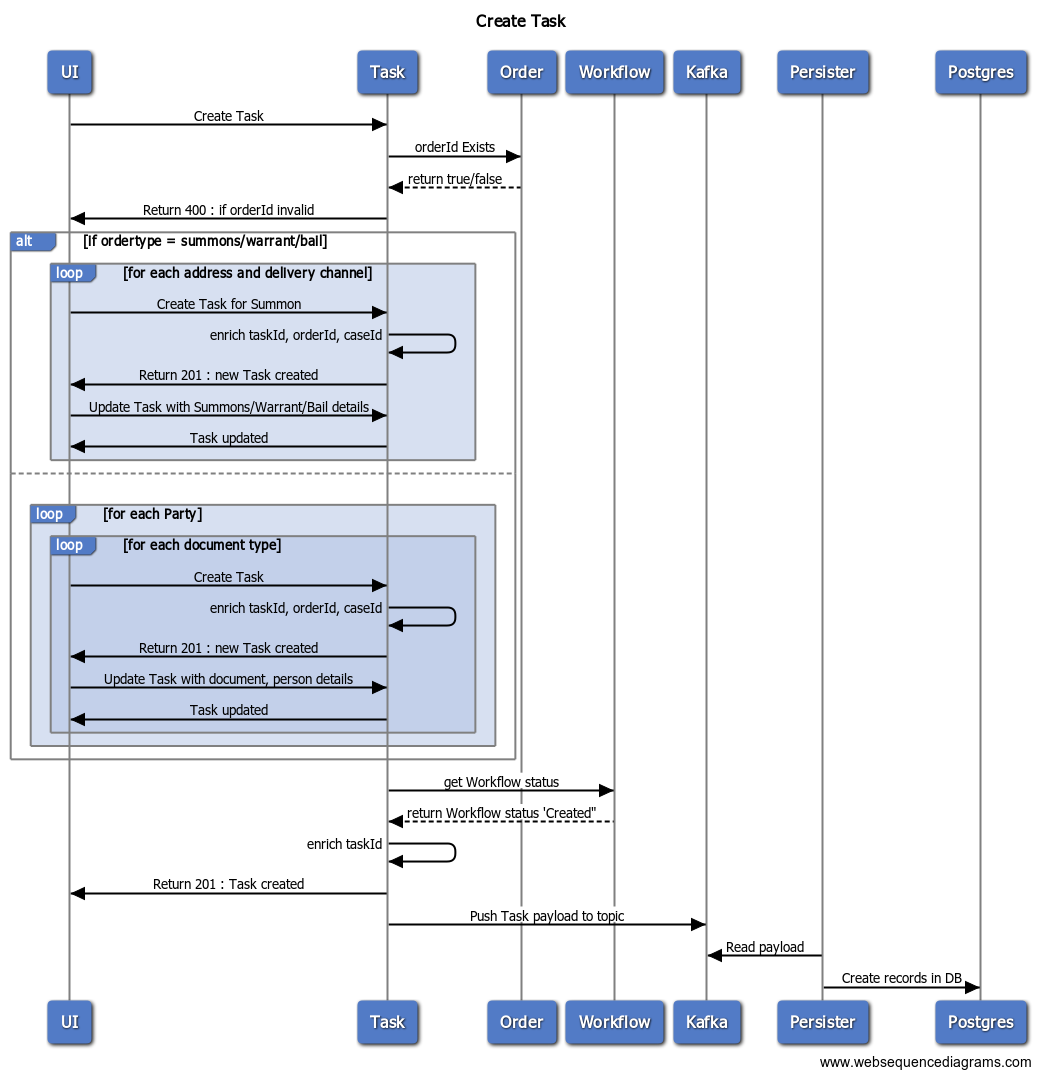 Create Task
UI Task Order Workflow Kafka Persister Postgres
Create Task
orderId Exists
return true/false
Return 400 : if orderId invalid
alt [if ordertype = summons/warrant/bail]
loop [for each address and delivery channel]
Create Task for Summon
enrich taskId, orderId, caseId
Return 201 : new Task created
Update Task with Summons/Warrant/Bail details
Task updated
loop [for each Party]
loop [for each document type]
Create Task
enrich taskId, orderId, caseId
Return 201 : new Task created
Update Task with document, person details
Task updated
get Workflow status
return Workflow status 'Created"
enrich taskId
Return 201 : Task created
Push Task payload to topic
Read payload
Create records in DB
UI Task Order Workflow Kafka Persister Postgres
www.websequencediagrams.com